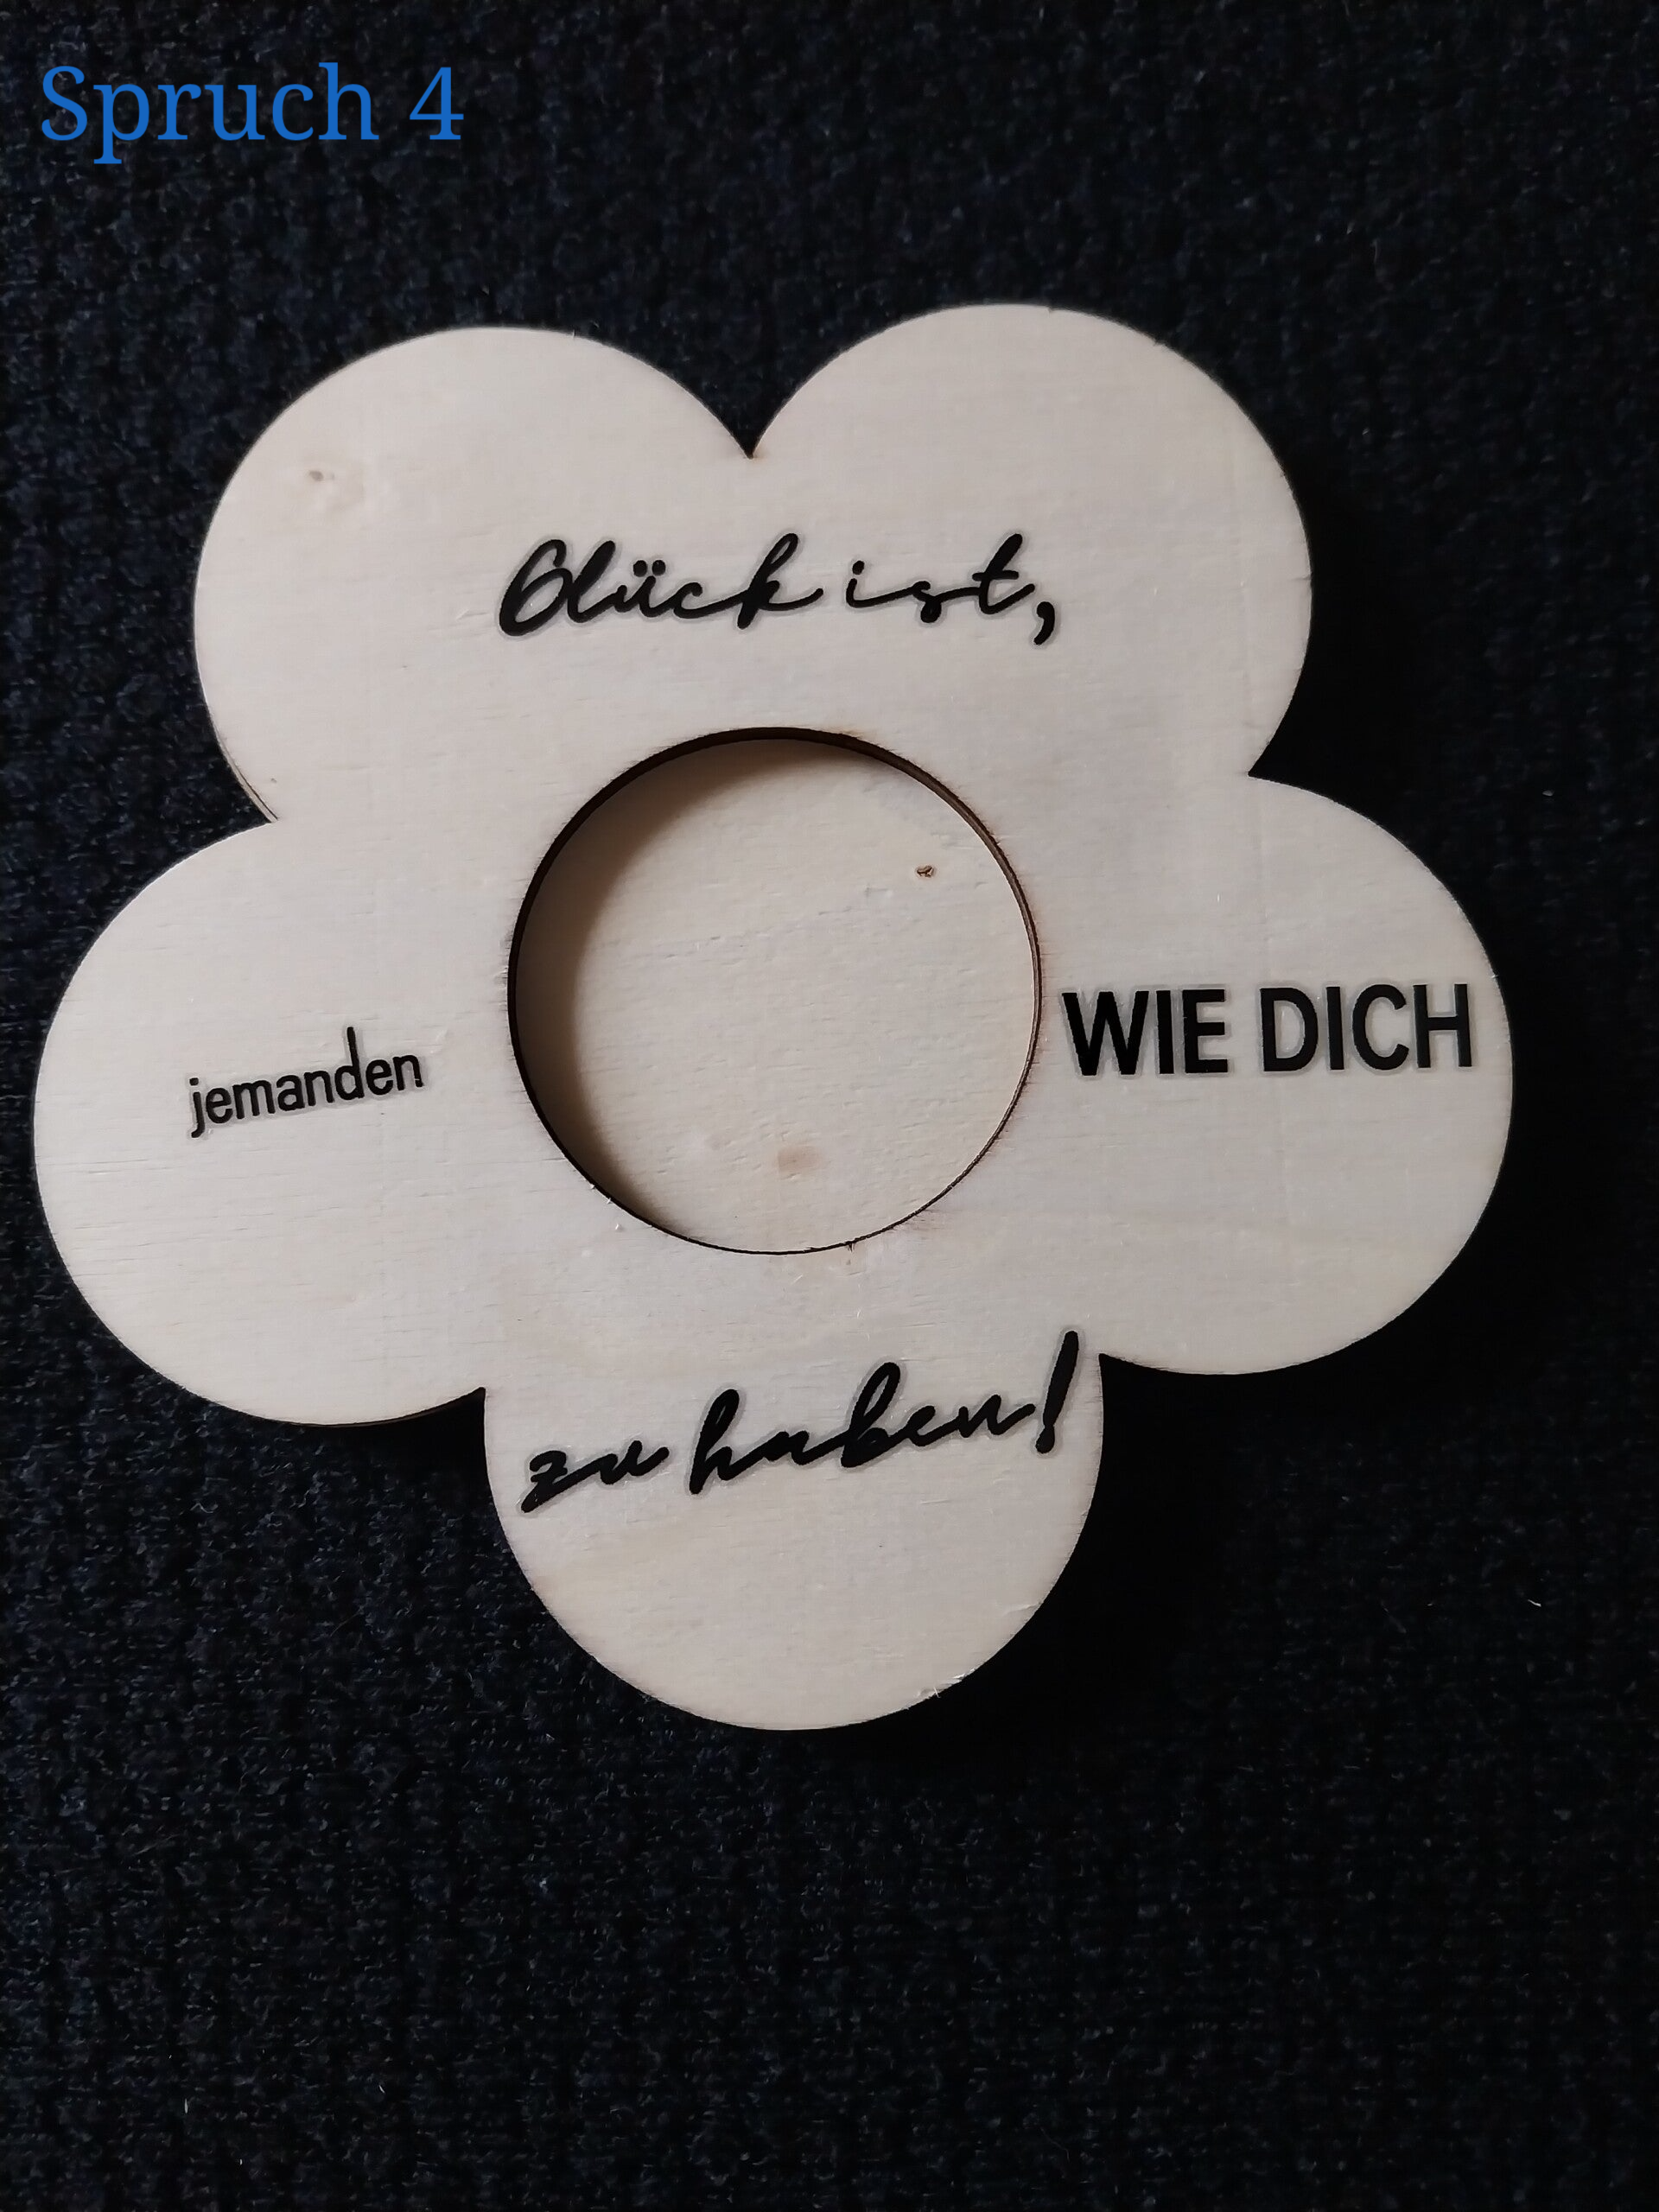 Spruch 4
Glück ist,
jemanden
WIE DICH
zu haben!